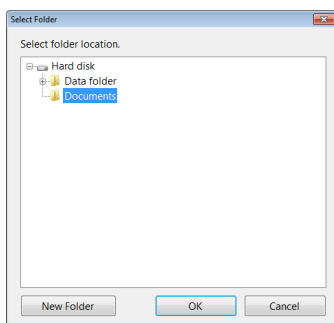 Select Folder
Select folder location.
Hard disk
Data folder
Documents
New Folder
OK
Cancel